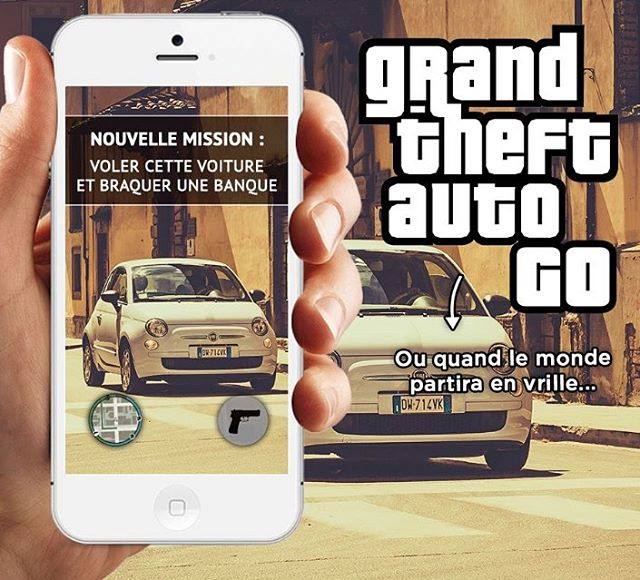 grand
theft
auto
GO
NOUVELLE MISSION :
VOLER CETTE VOITURE
ET BRAQUER UNE BANQUE
DW·714VK
Ou quand le monde
partira en vrille...
DW·714VK